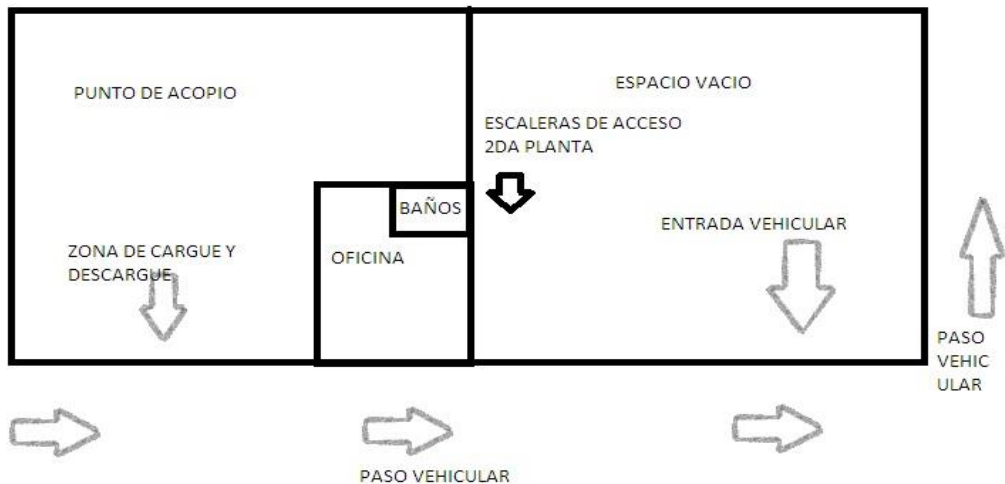 PUNTO DE ACOPIO
ESPACIO VACIO
ESCALERAS DE ACCESO
2DA PLANTA
BAÑOS
OFICINA
ZONA DE CARGUE Y
DESCARGUE
ENTRADA VEHICULAR
PASO
VEHIC
ULAR
PASO VEHICULAR